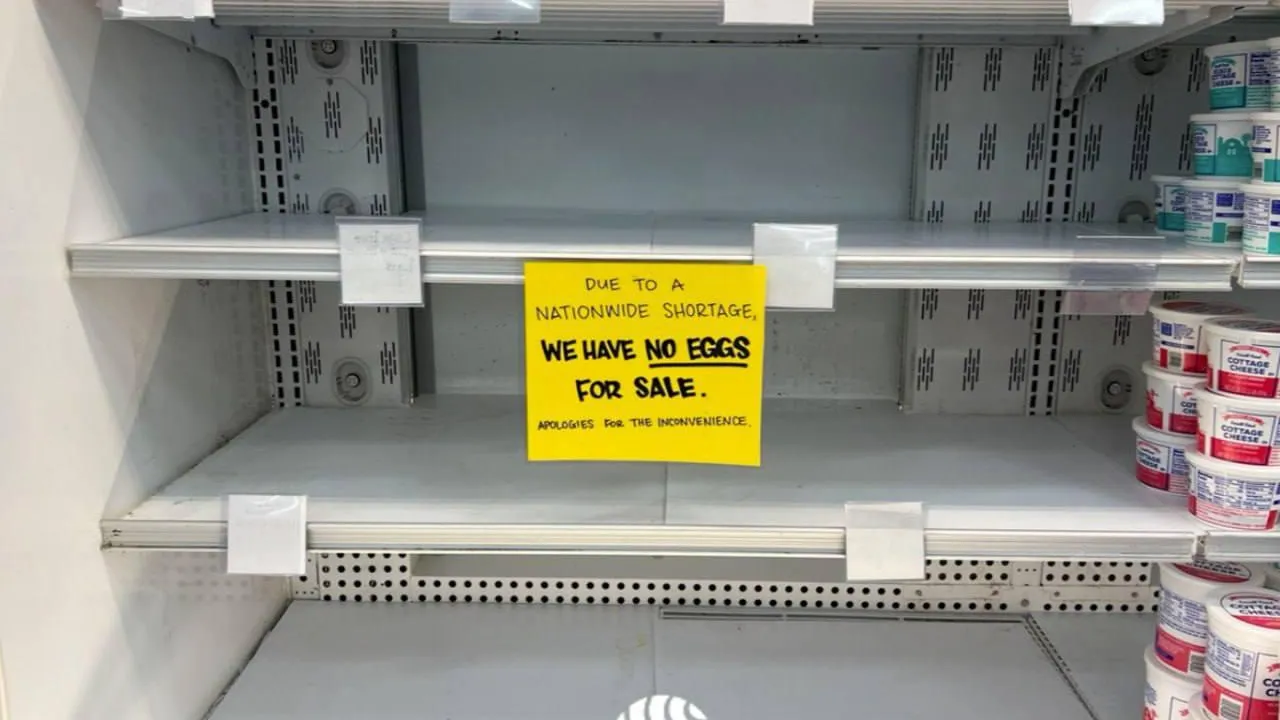 DUE TO A
NATIONWIDE SHORTAGE,
WE HAVE NO EGGS
FOR SALE.
APOLOGIES FOR THE INCONVENIENCE.
COTTAGE
CHEESE
COTTAGE
CHEESE